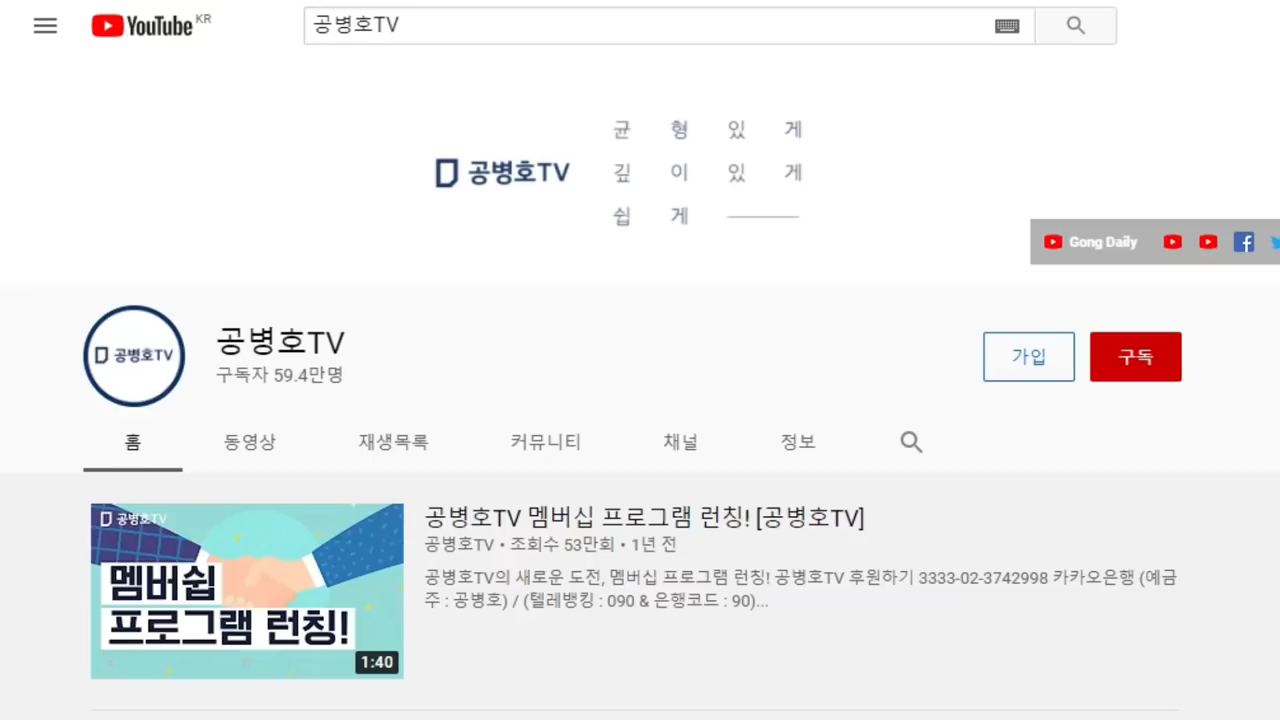 YouTube KR
공병호TV
균 형 있 게
공병호TV
깊 이 있 게
쉽 게
Gong Daily
공병호TV
공병호TV
구독자 59.4만명
가입
구독
홈
동영상
재생목록
커뮤니티
채널
정보
공병호TV
멤버쉽
프로그램 런칭!
1:40
공병호TV 멤버십 프로그램 런칭! [공병호TV]
공병호TV • 조회수 53만회 • 1년 전
공병호TV의 새로운 도전, 멤버십 프로그램 런칭! 공병호TV 후원하기 3333-02-3742998 카카오은행 (예금
주 : 공병호) / (텔레뱅킹 : 090 & 은행코드 : 90)...